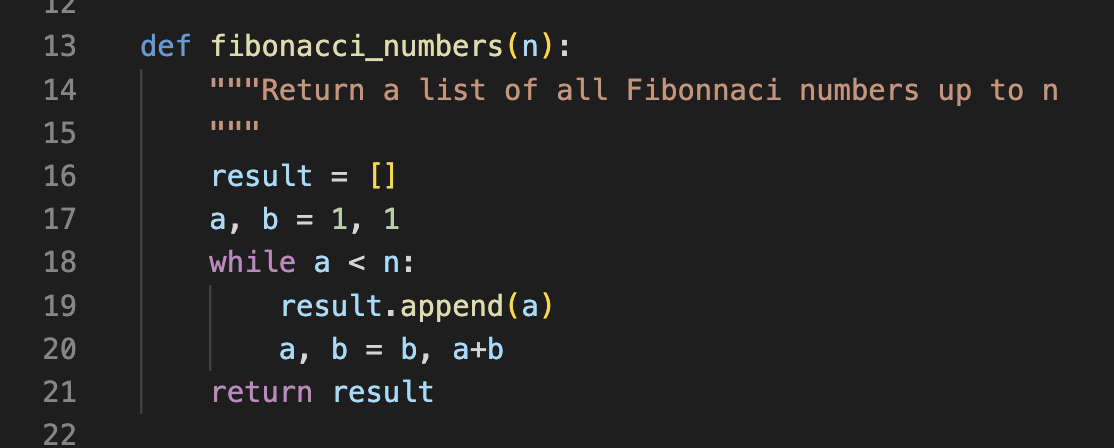 12
13 def fibonacci_numbers(n):
14 """Return a list of all Fibonnaci numbers up to n
15 """
16 result = []
17 a, b = 1, 1
18 while a < n:
19 result.append(a)
20 a, b = b, a+b
21 return result
22